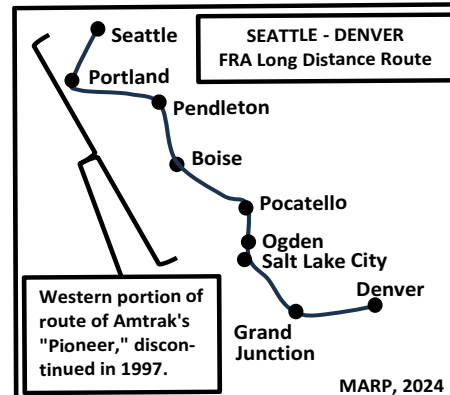 SEATTLE - DENVER
FRA Long Distance Route
Seattle
Portland
Pendleton
Boise
Pocatello
Ogden
Salt Lake City
Denver
Grand
Junction
Western portion of
route of Amtrak's
"Pioneer," discon-
tinued in 1997.
MARP, 2024